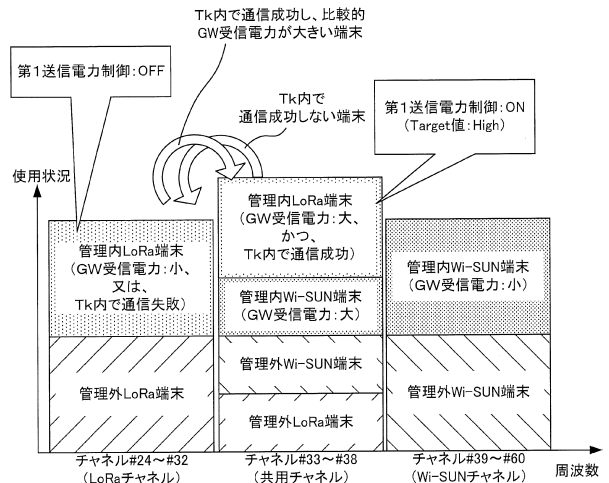 Tk内で通信成功し、比較的
GW受信電力が大きい端末
第1送信電力制御:OFF
Tk内で
通信成功しない端末
第1送信電力制御:ON
(Target値:High)
使用状況
管理内LoRa端末
(GW受信電力:小、
又は、
Tk内で通信失敗)
管理外LoRa端末
管理内LoRa端末
(GW受信電力:大、
かつ、
Tk内で通信成功)
管理内Wi-SUN端末
(GW受信電力:大)
管理外Wi-SUN端末
管理外LoRa端末
管理内Wi-SUN端末
(GW受信電力:小)
管理外Wi-SUN端末
チャネル#24~#32
(LoRaチャネル)
チャネル#33~#38
(共用チャネル)
チャネル#39~#60
(Wi-SUNチャネル)
周波数